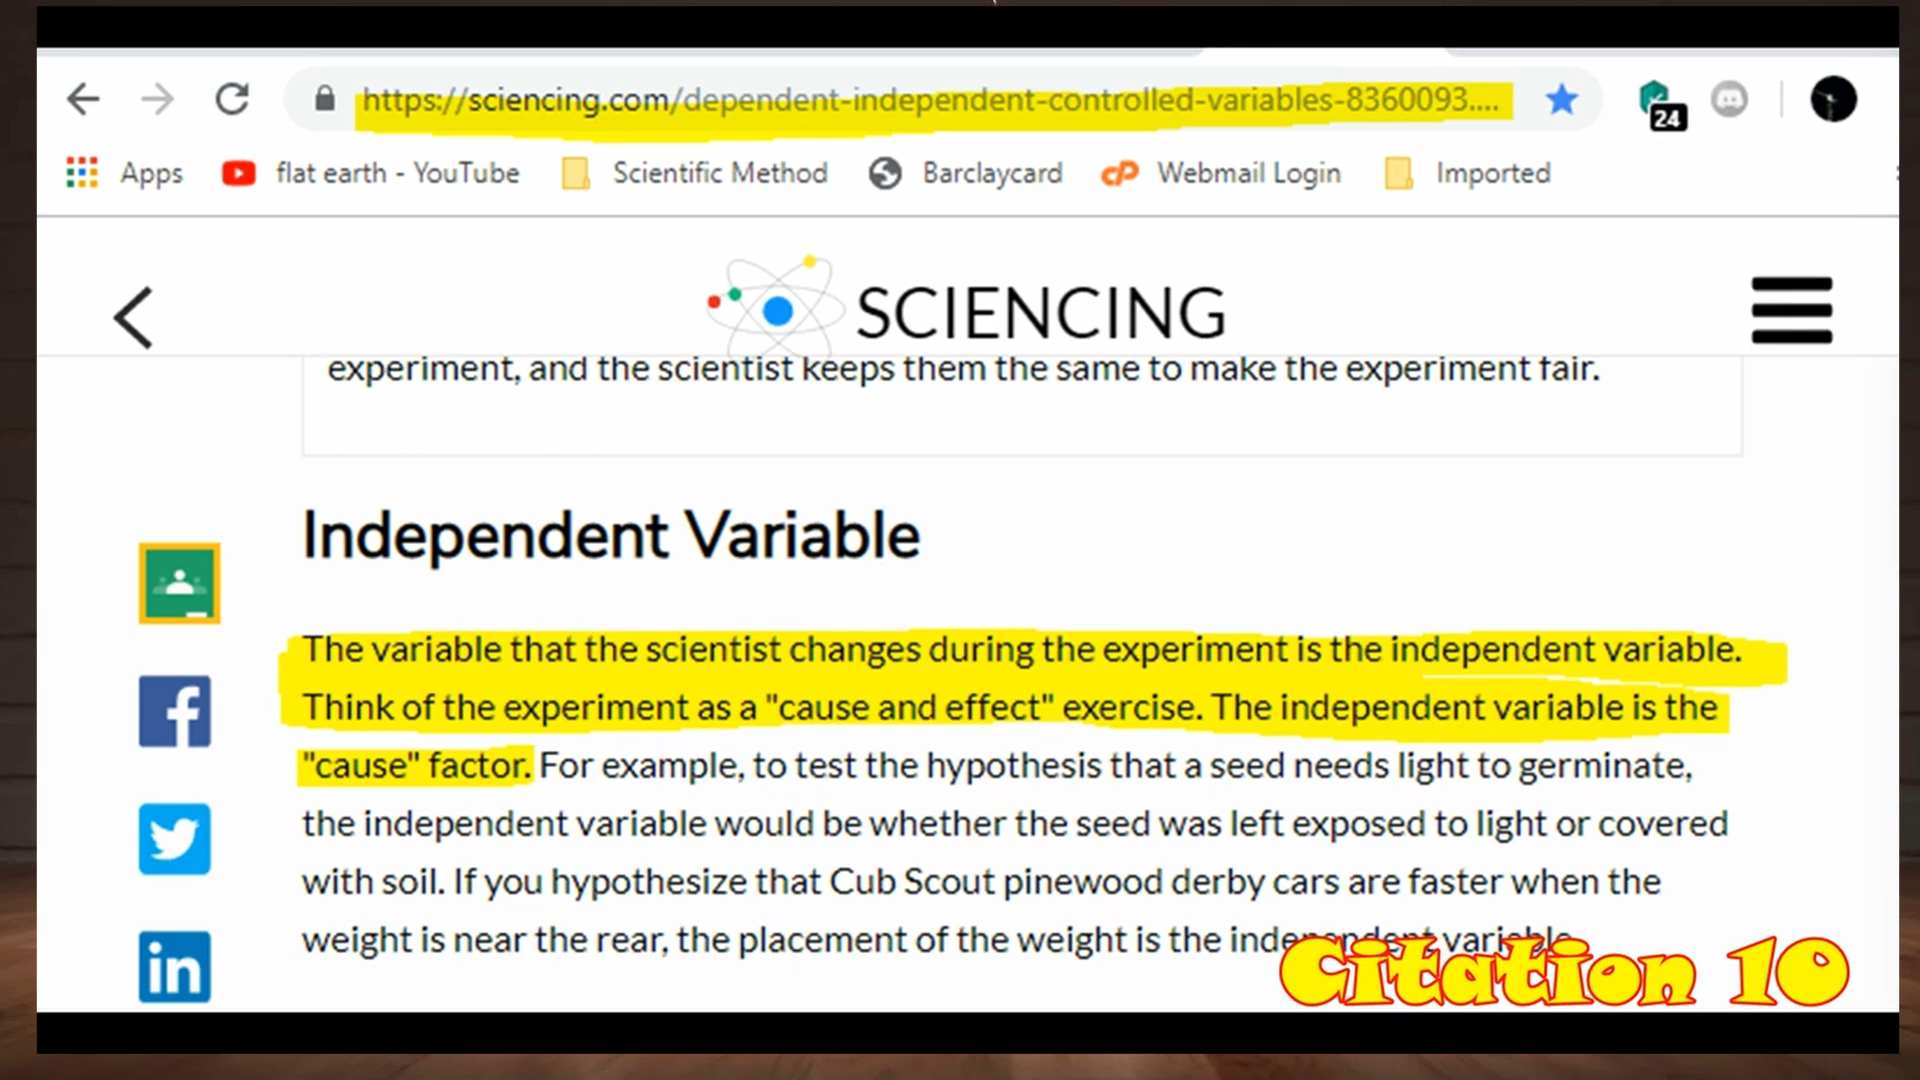 https://sciencing.com/dependent-independent-controlled-variables-8360093....
24
Apps flat earth - YouTube Scientific Method Barclaycard cP Webmail Login Imported
SCIENCING
experiment, and the scientist keeps them the same to make the experiment fair.
Independent Variable
The variable that the scientist changes during the experiment is the independent variable.
Think of the experiment as a "cause and effect" exercise. The independent variable is the
"cause" factor. For example, to test the hypothesis that a seed needs light to germinate,
the independent variable would be whether the seed was left exposed to light or covered
with soil. If you hypothesize that Cub Scout pinewood derby cars are faster when the
weight is near the rear, the placement of the weight is the independent variable.
f
in
Citation 10